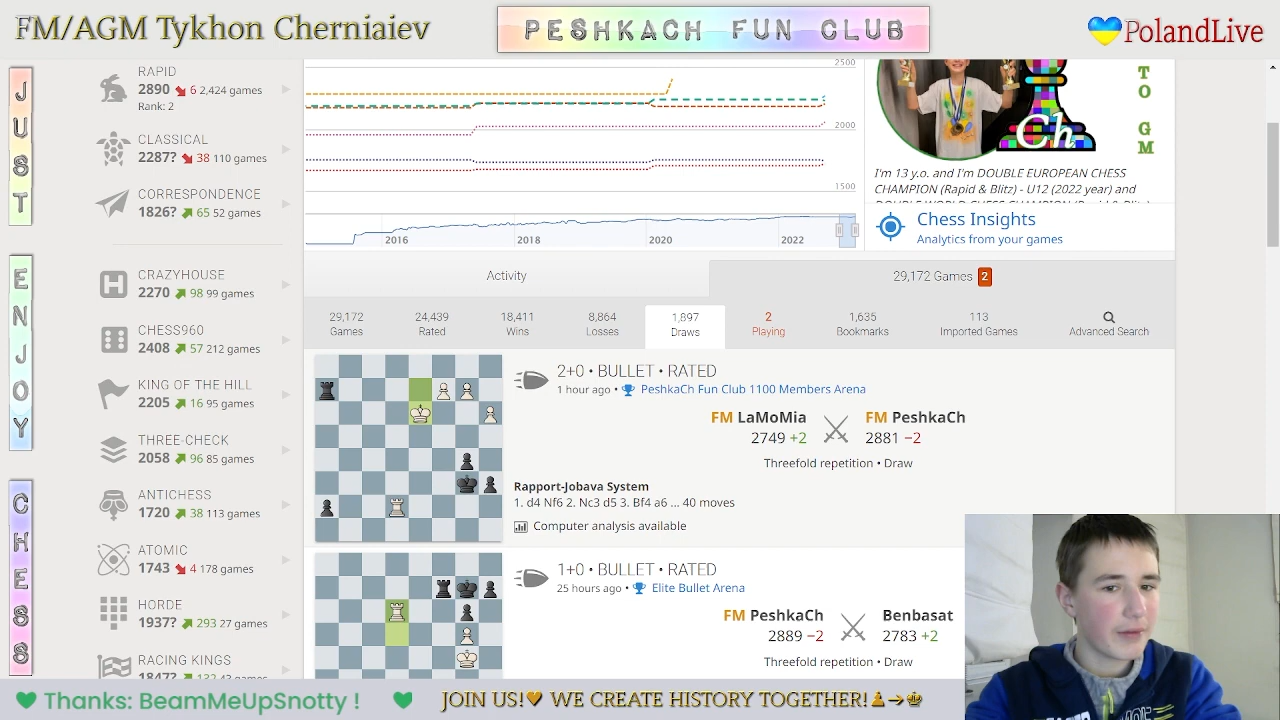 FM/AGM Tykhon Cherniaiev
PESHKACH FUN CLUB
PolandLive
JUST
ENJOY
CHESS
RAPID
2890 6 2,424 games
Rank: 2
CLASSICAL
2287? 38 110 games
CORRESPONDENCE
1826? 65 52 games
CRAZYHOUSE
2270 98 99 games
CHESS960
2408 57 212 games
KING OF THE HILL
2205 16 95 games
THREE-CHECK
2058 96 85 games
ANTICHESS
1720 38 113 games
ATOMIC
1743 4 178 games
HORDE
1937? 293 27 games
RACING KINGS
2500
2000
1500
2016 2018 2020 2022
TO
GM
Ch
I'm 13 y.o. and I'm DOUBLE EUROPEAN CHESS
CHAMPION (Rapid & Blitz) - U12 (2022 year) and
Chess Insights
Analytics from your games
Activity
29,172 Games 2
29,172 Games
24,439 Rated
18,411 Wins
8,864 Losses
1,897 Draws
2 Playing
1,635 Bookmarks
113 Imported Games
Advanced Search
2+0 • BULLET • RATED
1 hour ago • PeshkaCh Fun Club 1100 Members Arena
FM LaMoMia FM PeshkaCh
2749 +2 2881 −2
Threefold repetition • Draw
Rapport-Jobava System
1. d4 Nf6 2. Nc3 d5 3. Bf4 a6 ... 40 moves
Computer analysis available
1+0 • BULLET • RATED
25 hours ago • Elite Bullet Arena
FM PeshkaCh Benbasat
2889 −2 2783 +2
Threefold repetition • Draw
Thanks: BeamMeUpSnotty !
JOIN US! WE CREATE HISTORY TOGETHER!